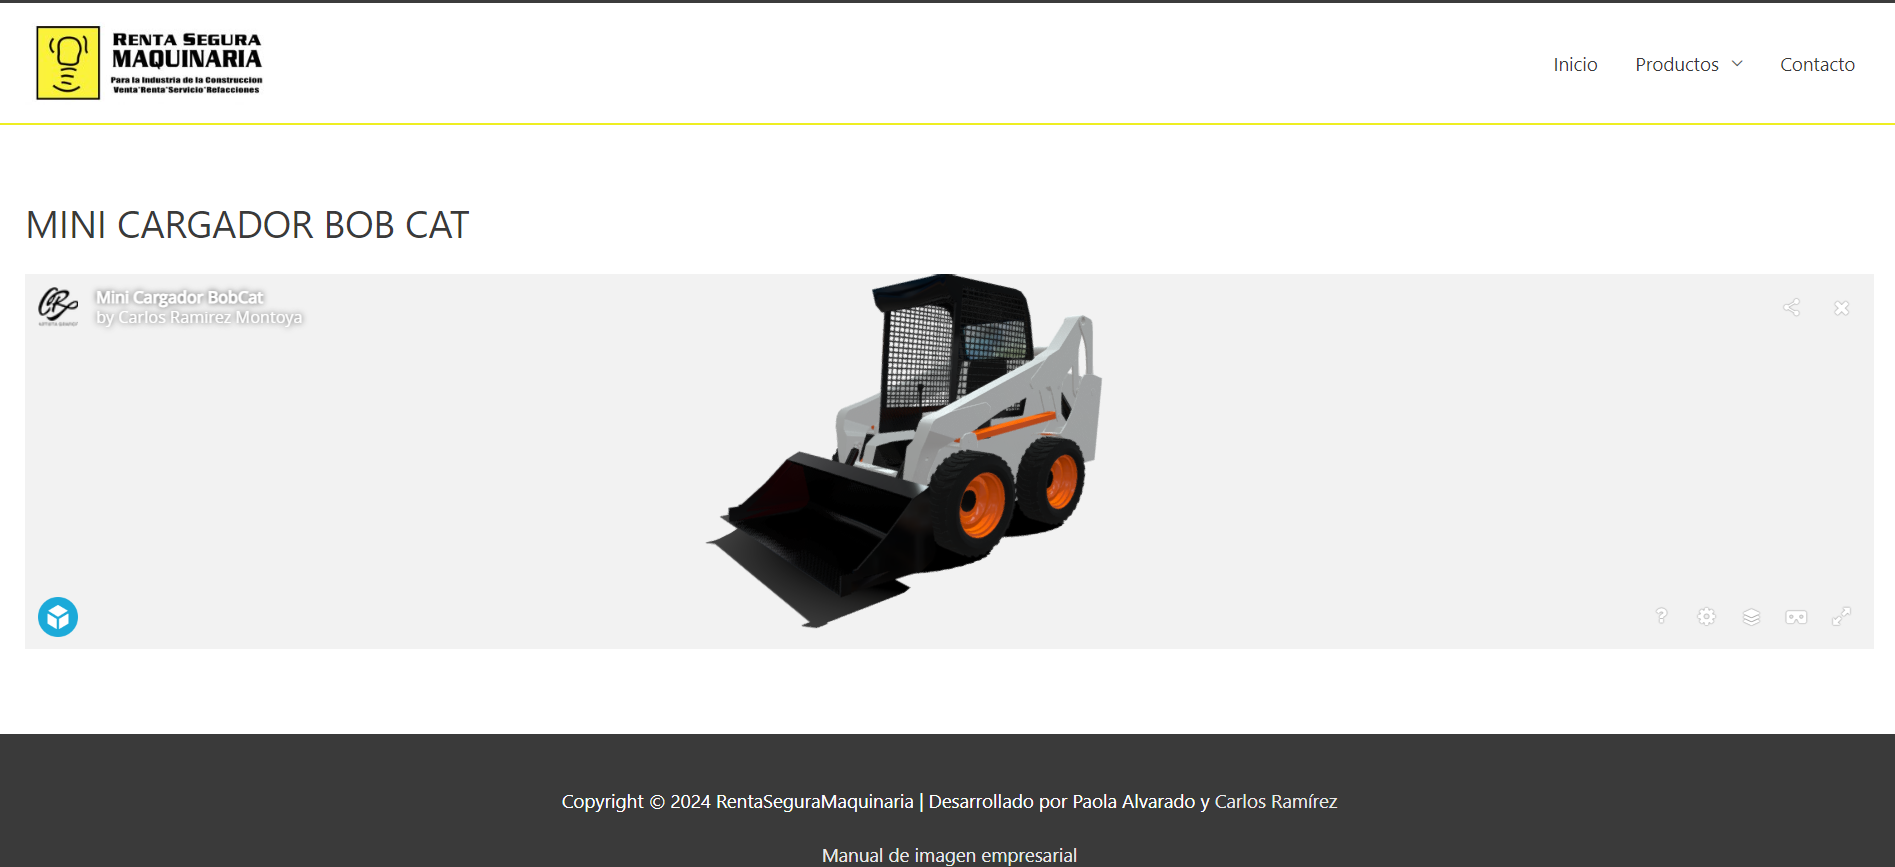 RENTA SEGURA
MAQUINARIA
Para la Industria de la Construccion
Venta*Renta*Servicio*Refacciones
Inicio
Productos
Contacto
MINI CARGADOR BOB CAT
Mini Cargador BobCat
by Carlos Ramirez Montoya
?
Copyright © 2024 RentaSeguraMaquinaria | Desarrollado por Paola Alvarado y Carlos Ramírez
Manual de imagen empresarial